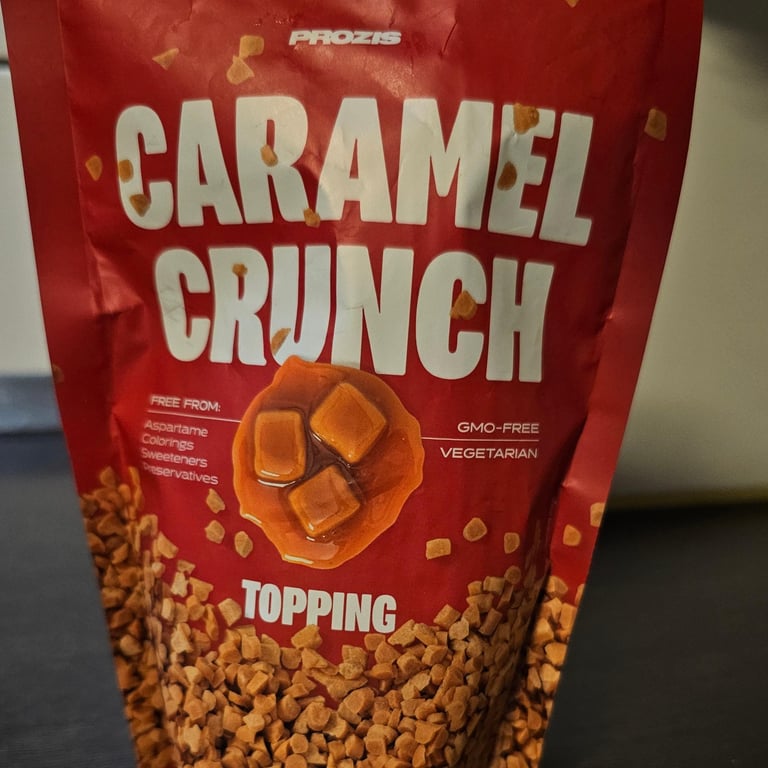 PROZIS
CARAMEL
CRUNCH
FREE FROM:
Aspartame
Colorings
Sweeteners
Preservatives
GMO-FREE
VEGETARIAN
TOPPING